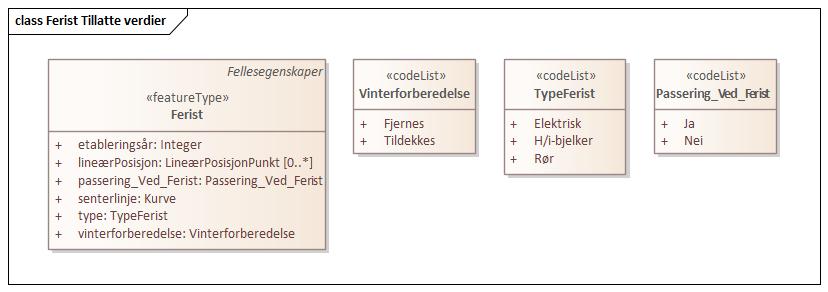 class Ferist Tillatte verdier
Fellesegenskaper
«featureType»
Ferist
+ etableringsår: Integer
+ lineærPosisjon: LineærPosisjonPunkt [0..*]
+ passering_Ved_Ferist: Passering_Ved_Ferist
+ senterlinje: Kurve
+ type: TypeFerist
+ vinterforberedelse: Vinterforberedelse
«codeList»
Vinterforberedelse
+ Fjernes
+ Tildekkes
«codeList»
TypeFerist
+ Elektrisk
+ H/i-bjelker
+ Rør
«codeList»
Passering_Ved_Ferist
+ Ja
+ Nei